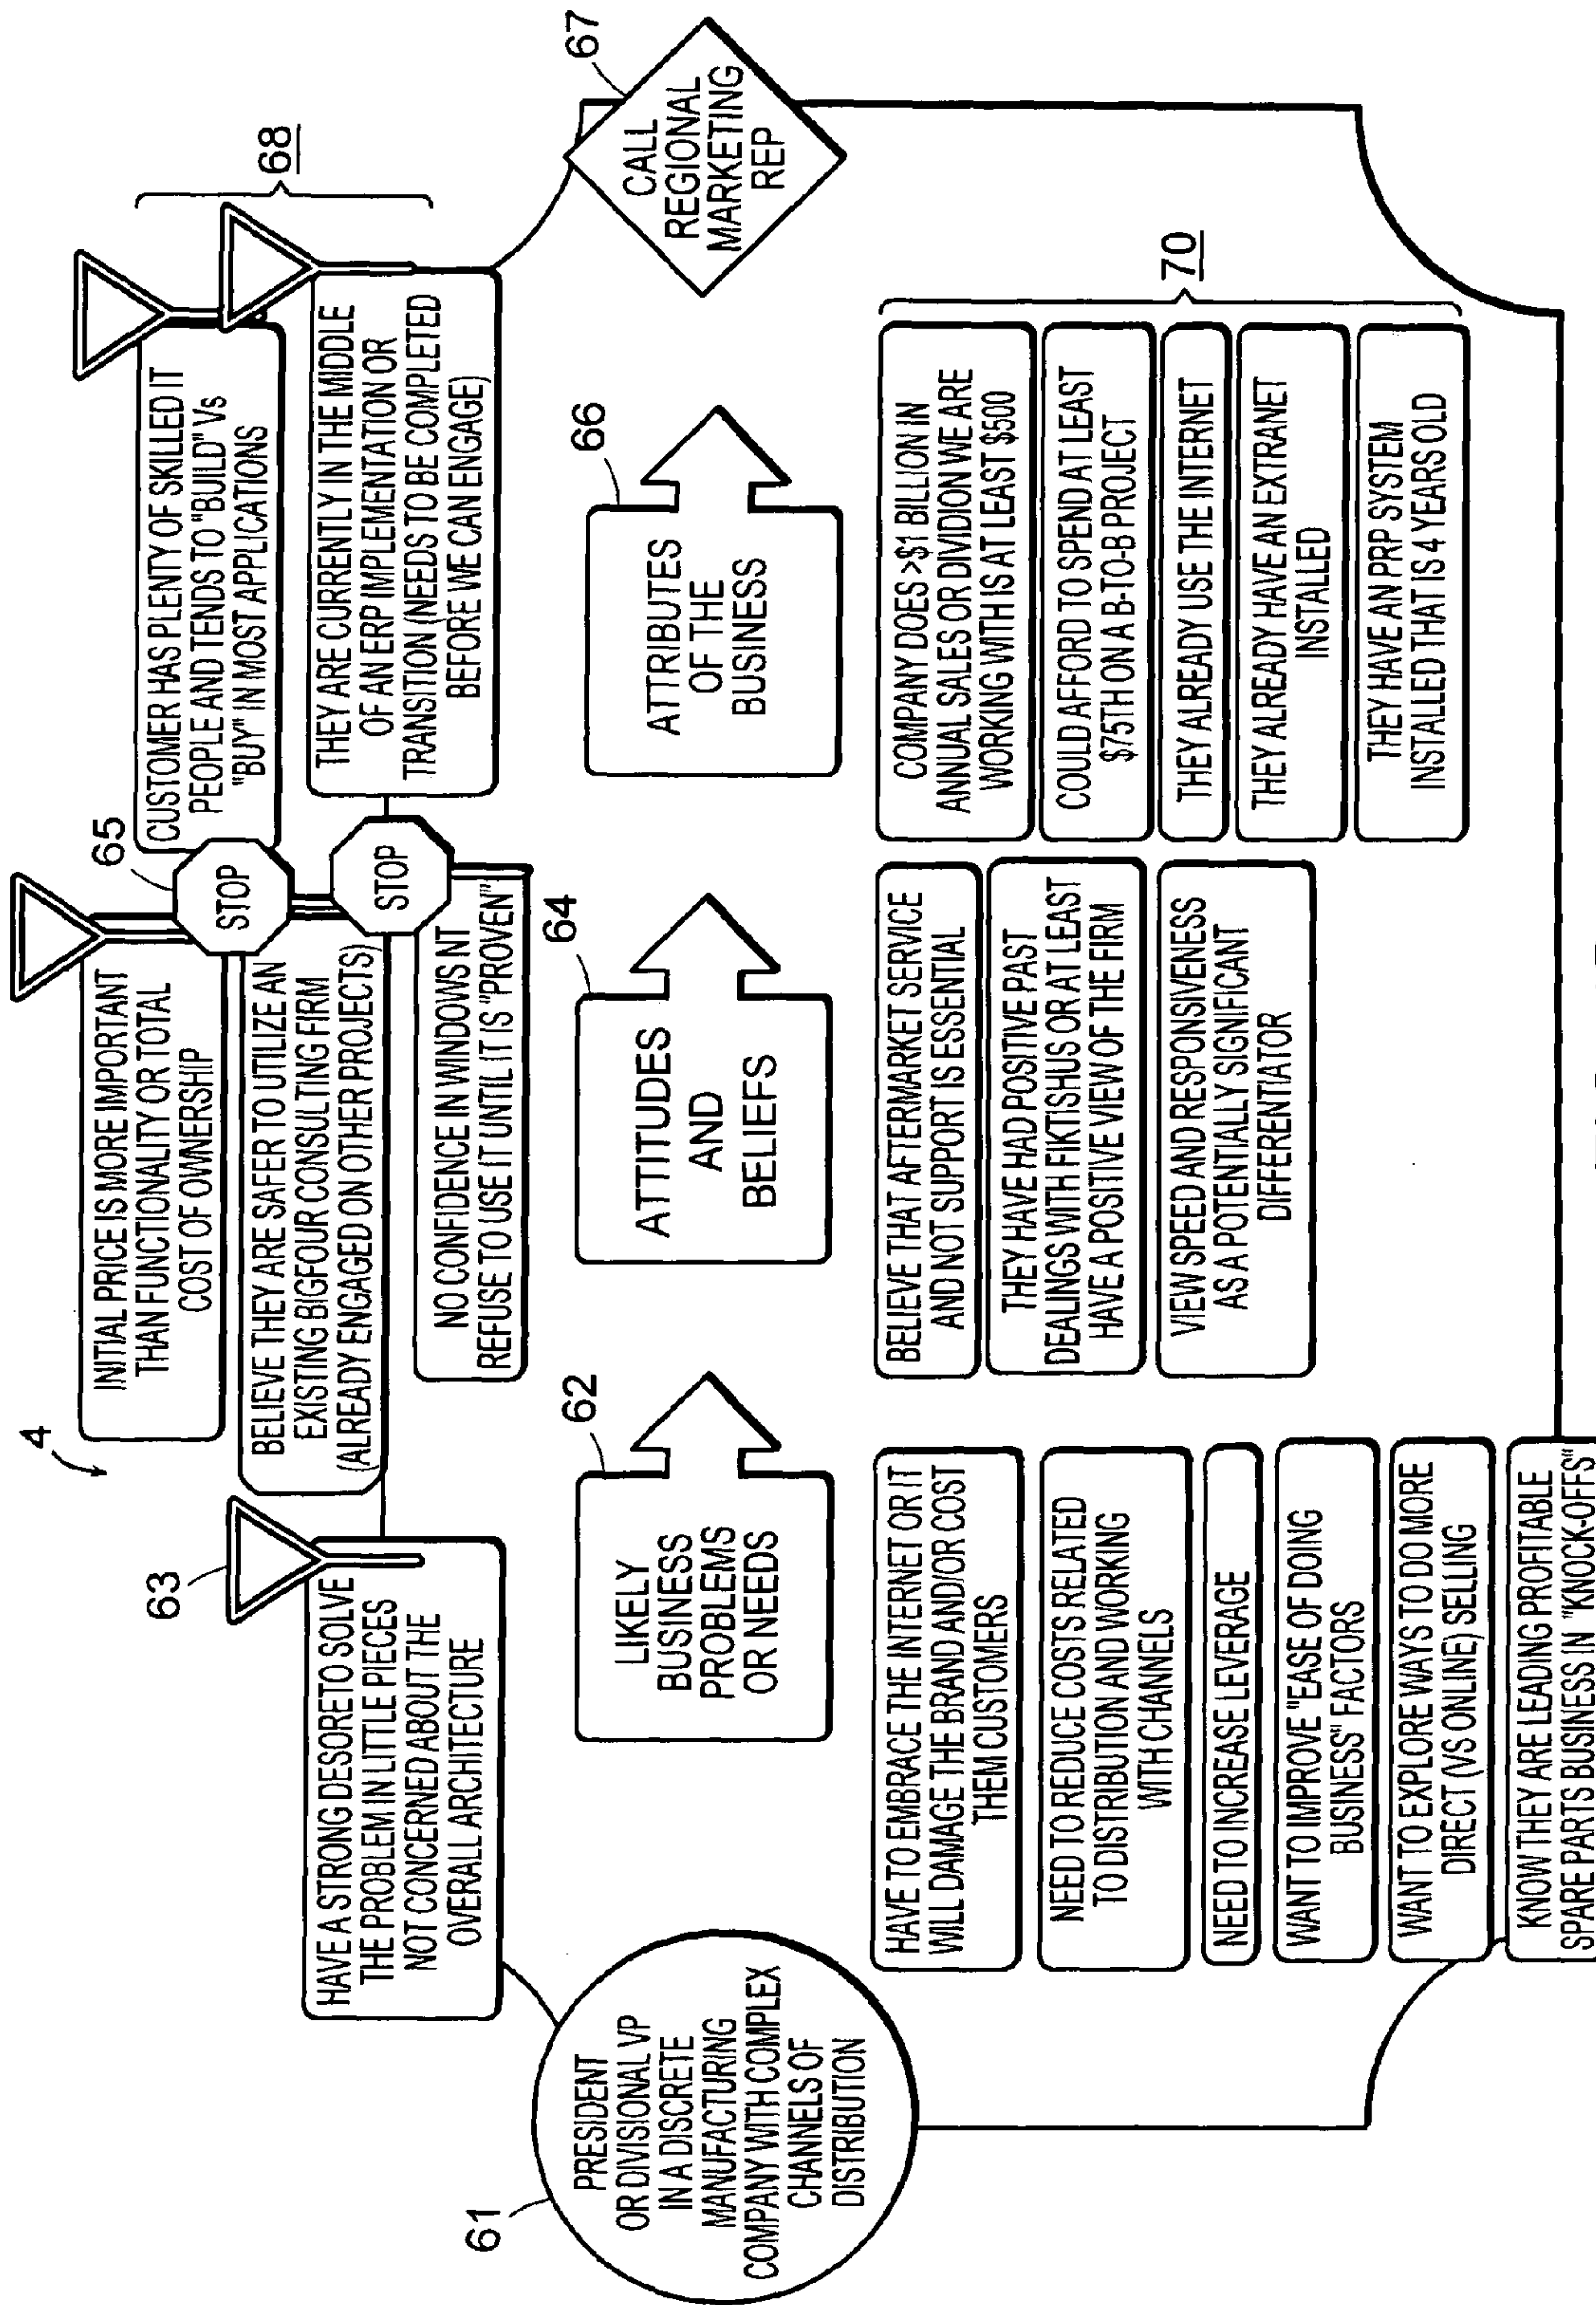 4
63
HAVE A STRONG DESORE TO SOLVE
THE PROBLEM IN LITTLE PIECES
NOT CONCERNED ABOUT THE
OVERALL ARCHITECTURE
INITIAL PRICE IS MORE IMPORTANT
THAN FUNCTIONALITY OR TOTAL
COST OF OWNERSHIP
BELIEVE THEY ARE SAFER TO UTILIZE AN
EXISTING BIGFOUR CONSULTING FIRM
(ALREADY ENGAGED ON OTHER PROJECTS)
NO CONFIDENCE IN WINDOWS NT
REFUSE TO USE IT UNTIL IT IS "PROVEN"
65
STOP
STOP
CUSTOMER HAS PLENTY OF SKILLED IT
PEOPLE AND TENDS TO "BUILD" Vs
"BUY" IN MOST APPLICATIONS
THEY ARE CURRENTLY IN THE MIDDLE
OF AN ERP IMPLEMENTATION OR
TRANSITION (NEEDS TO BE COMPLETED
BEFORE WE CAN ENGAGE)
68
61
PRESIDENT
OR DIVISIONAL VP
IN A DISCRETE
MANUFACTURING
COMPANY WITH COMPLEX
CHANNELS OF
DISTRIBUTION
62
LIKELY
BUSINESS
PROBLEMS
OR NEEDS
64
ATTITUDES
AND
BELIEFS
66
ATTRIBUTES
OF THE
BUSINESS
67
CALL
REGIONAL
MARKETING
REP
HAVE TO EMBRACE THE INTERNET OR IT
WILL DAMAGE THE BRAND AND/OR COST
THEM CUSTOMERS
NEED TO REDUCE COSTS RELATED
TO DISTRIBUTION AND WORKING
WITH CHANNELS
NEED TO INCREASE LEVERAGE
WANT TO IMPROVE "EASE OF DOING
BUSINESS" FACTORS
WANT TO EXPLORE WAYS TO DO MORE
DIRECT (VS ONLINE) SELLING
KNOW THEY ARE LEADING PROFITABLE
SPARE PARTS BUSINESS IN "KNOCK-OFFS"
BELIEVE THAT AFTERMARKET SERVICE
AND NOT SUPPORT IS ESSENTIAL
THEY HAVE HAD POSITIVE PAST
DEALINGS WITH FIKTISHUS OR AT LEAST
HAVE A POSITIVE VIEW OF THE FIRM
VIEW SPEED AND RESPONSIVENESS
AS A POTENTIALLY SIGNIFICANT
DIFFERENTIATOR
COMPANY DOES >$1 BILLION IN
ANNUAL SALES OR DIVIDION WE ARE
WORKING WITH IS AT LEAST $500
COULD AFFORD TO SPEND AT LEAST
$75TH ON A B-TO-B PROJECT
THEY ALREADY USE THE INTERNET
THEY ALREADY HAVE AN EXTRANET
INSTALLED
THEY HAVE AN PRP SYSTEM
INSTALLED THAT IS 4 YEARS OLD
70